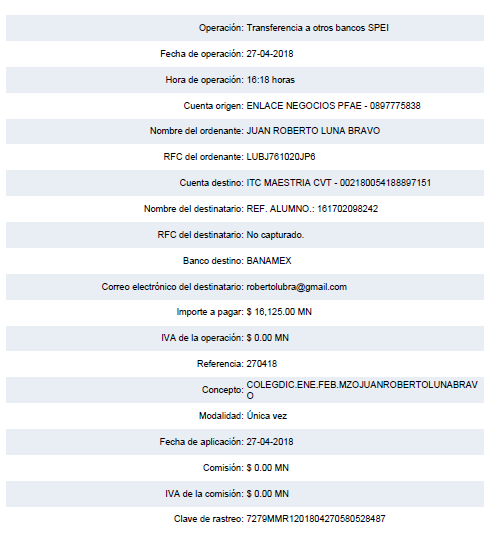 Operación: Transferencia a otros bancos SPEI
Fecha de operación: 27-04-2018
Hora de operación: 16:18 horas
Cuenta origen: ENLACE NEGOCIOS PFAE - 0897775838
Nombre del ordenante: JUAN ROBERTO LUNA BRAVO
RFC del ordenante: LUBJ761020JP6
Cuenta destino: ITC MAESTRIA CVT - 002180054188897151
Nombre del destinatario: REF. ALUMNO.: 161702098242
RFC del destinatario: No capturado.
Banco destino: BANAMEX
Correo electrónico del destinatario: robertolubra@gmail.com
Importe a pagar: $ 16,125.00 MN
IVA de la operación: $ 0.00 MN
Referencia: 270418
Concepto: COLEGDIC.ENE.FEB.MZOJUANROBERTOLUNABRAV
O
Modalidad: Única vez
Fecha de aplicación: 27-04-2018
Comisión: $ 0.00 MN
IVA de la comisión: $ 0.00 MN
Clave de rastreo: 7279MMR1201804270580528487